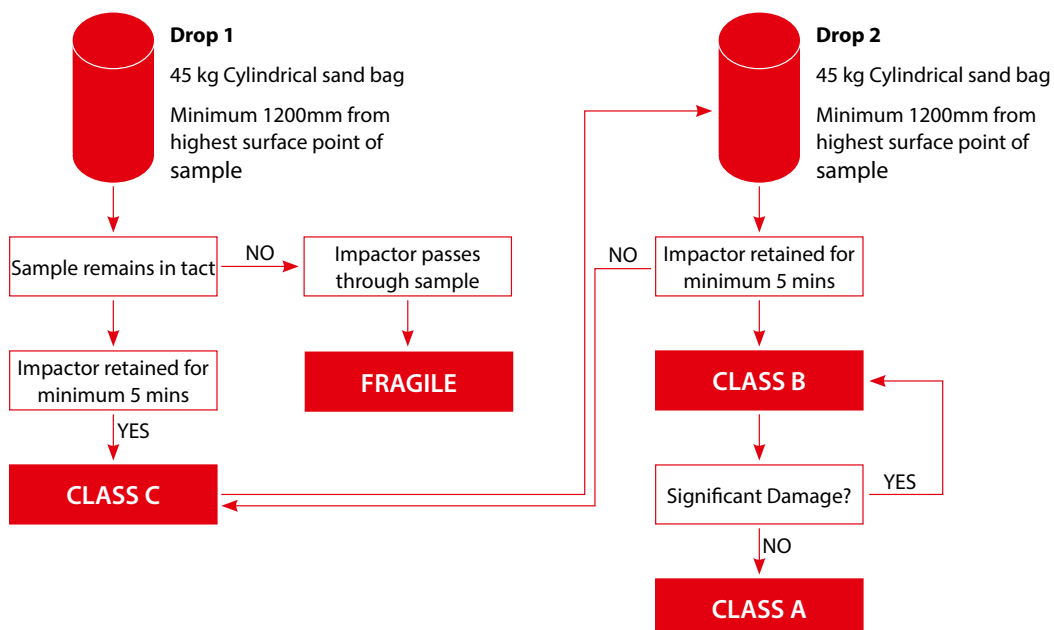 Drop 1
45 kg Cylindrical sand bag
Minimum 1200mm from
highest surface point of
sample
Sample remains in tact
NO
Impactor passes
through sample
FRAGILE
Impactor retained for
minimum 5 mins
YES
CLASS C
Drop 2
45 kg Cylindrical sand bag
Minimum 1200mm from
highest surface point of
sample
NO
Impactor retained for
minimum 5 mins
CLASS B
Significant Damage?
YES
NO
CLASS A